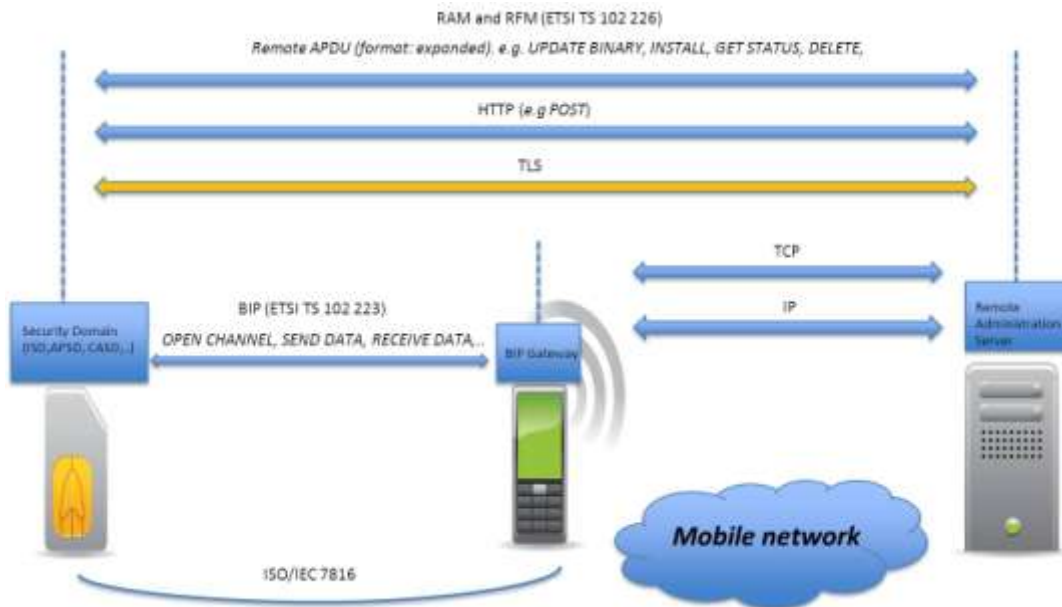 RAM and RFM (ETSI TS 102 226)
Remote APDU (format: expanded). e.g. UPDATE BINARY, INSTALL, GET STATUS, DELETE,
HTTP (e.g POST)
TLS
TCP
IP
BIP (ETSI TS 102 223)
OPEN CHANNEL, SEND DATA, RECEIVE DATA,..
Security Domain
(ISD,APSD, CASD,..)
BIP Gateway
Remote
Administration
Server
Mobile network
ISO/IEC 7816